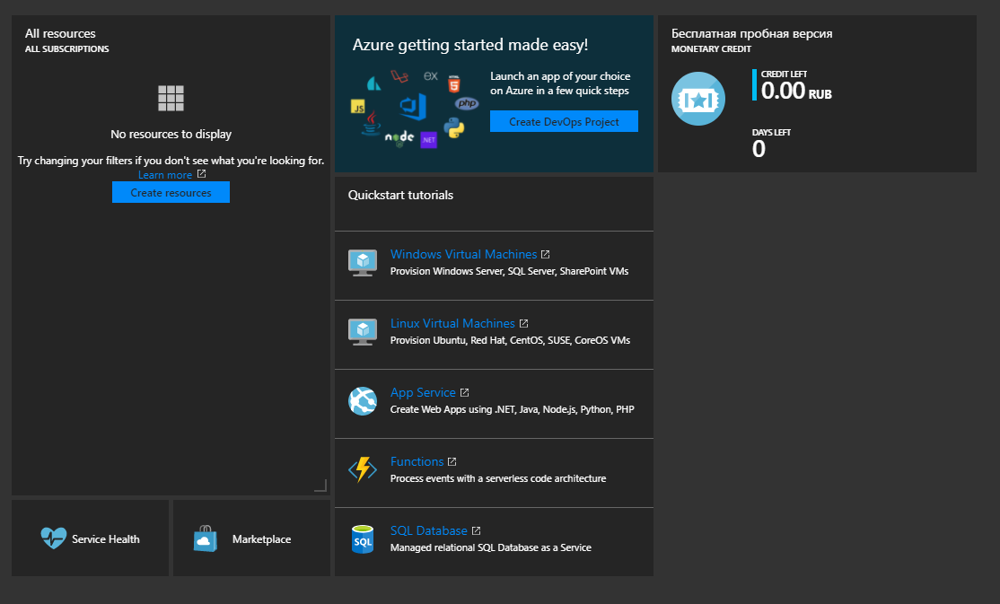 All resources
ALL SUBSCRIPTIONS
No resources to display
Try changing your filters if you don't see what you're looking for.
Learn more
Create resources
Service Health
Marketplace
Azure getting started made easy!
Launch an app of your choice
on Azure in a few quick steps
Create DevOps Project
ex
HTML
5
JS
php
node
.NET
Quickstart tutorials
Windows Virtual Machines
Provision Windows Server, SQL Server, SharePoint VMs
Linux Virtual Machines
Provision Ubuntu, Red Hat, CentOS, SUSE, CoreOS VMs
App Service
Create Web Apps using .NET, Java, Node.js, Python, PHP
Functions
Process events with a serverless code architecture
SQL
SQL Database
Managed relational SQL Database as a Service
Бесплатная пробная версия
MONETARY CREDIT
CREDIT LEFT
0.00 RUB
DAYS LEFT
0